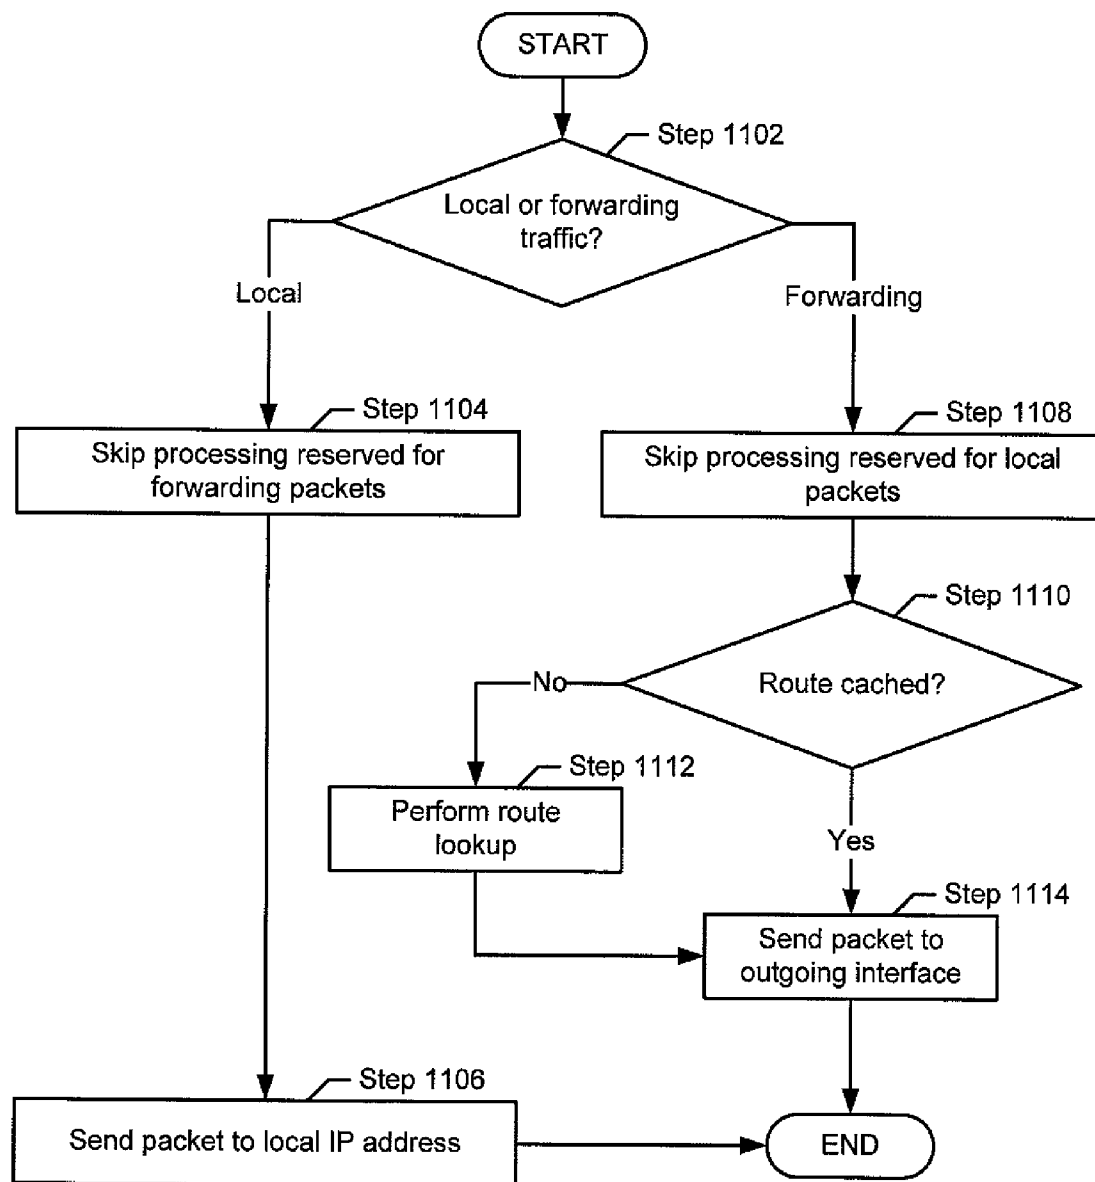 START
Step 1102
Local or forwarding
traffic?
Local
Forwarding
Step 1104
Skip processing reserved for
forwarding packets
Step 1108
Skip processing reserved for local
packets
Step 1110
Route cached?
No
Step 1112
Perform route
lookup
Yes
Step 1114
Send packet to
outgoing interface
Step 1106
Send packet to local IP address
END